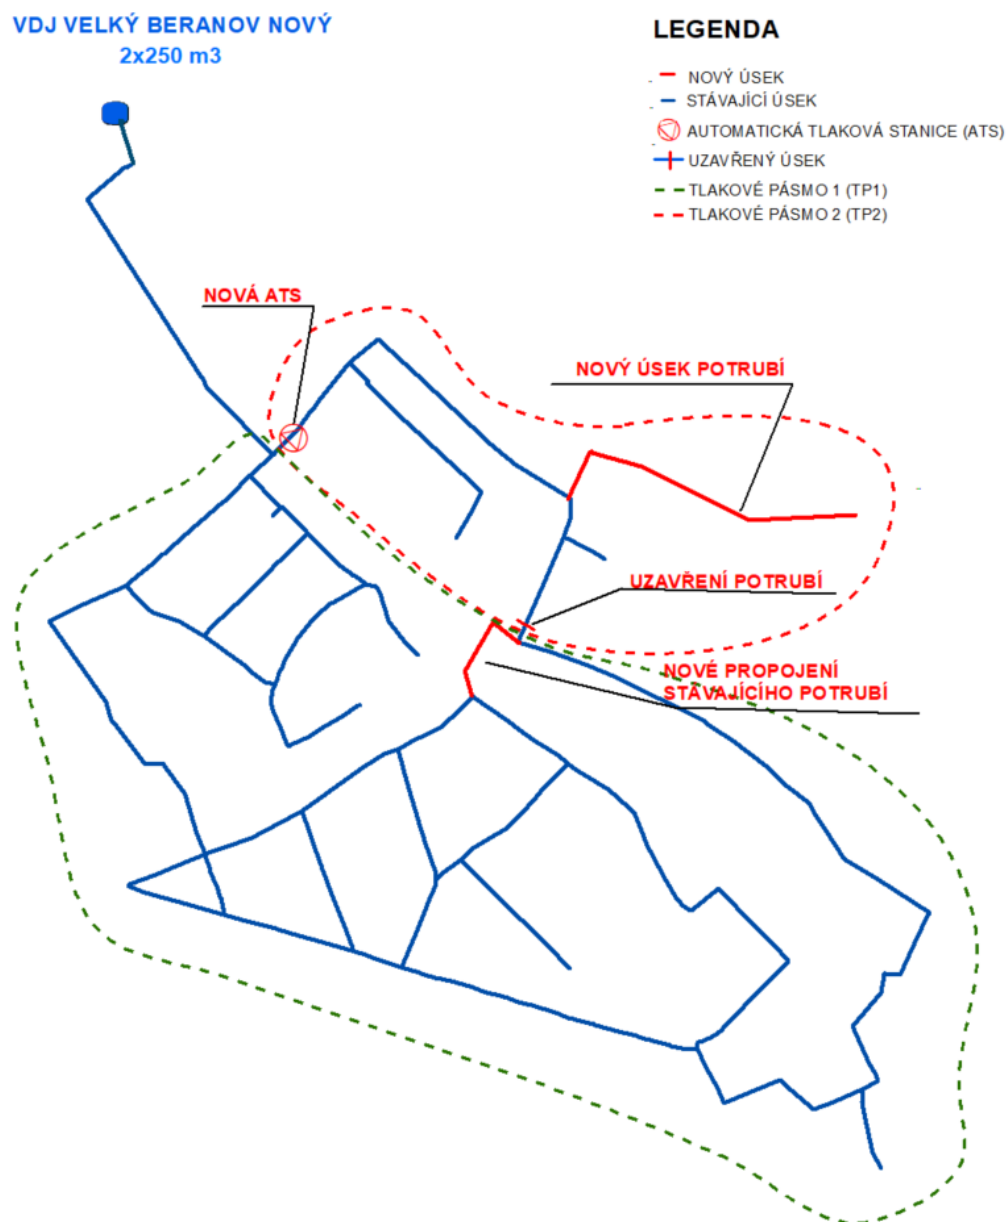 VDJ VELKÝ BERANOV NOVÝ
2x250 m3
LEGENDA
NOVÝ ÚSEK
STÁVAJÍCÍ ÚSEK
AUTOMATICKÁ TLAKOVÁ STANICE (ATS)
UZAVŘENÝ ÚSEK
TLAKOVÉ PÁSMO 1 (TP1)
TLAKOVÉ PÁSMO 2 (TP2)
NOVÁ ATS
NOVÝ ÚSEK POTRUBÍ
UZAVŘENÍ POTRUBÍ
NOVÉ PROPOJENÍ
STÁVAJÍCÍHO POTRUBÍ